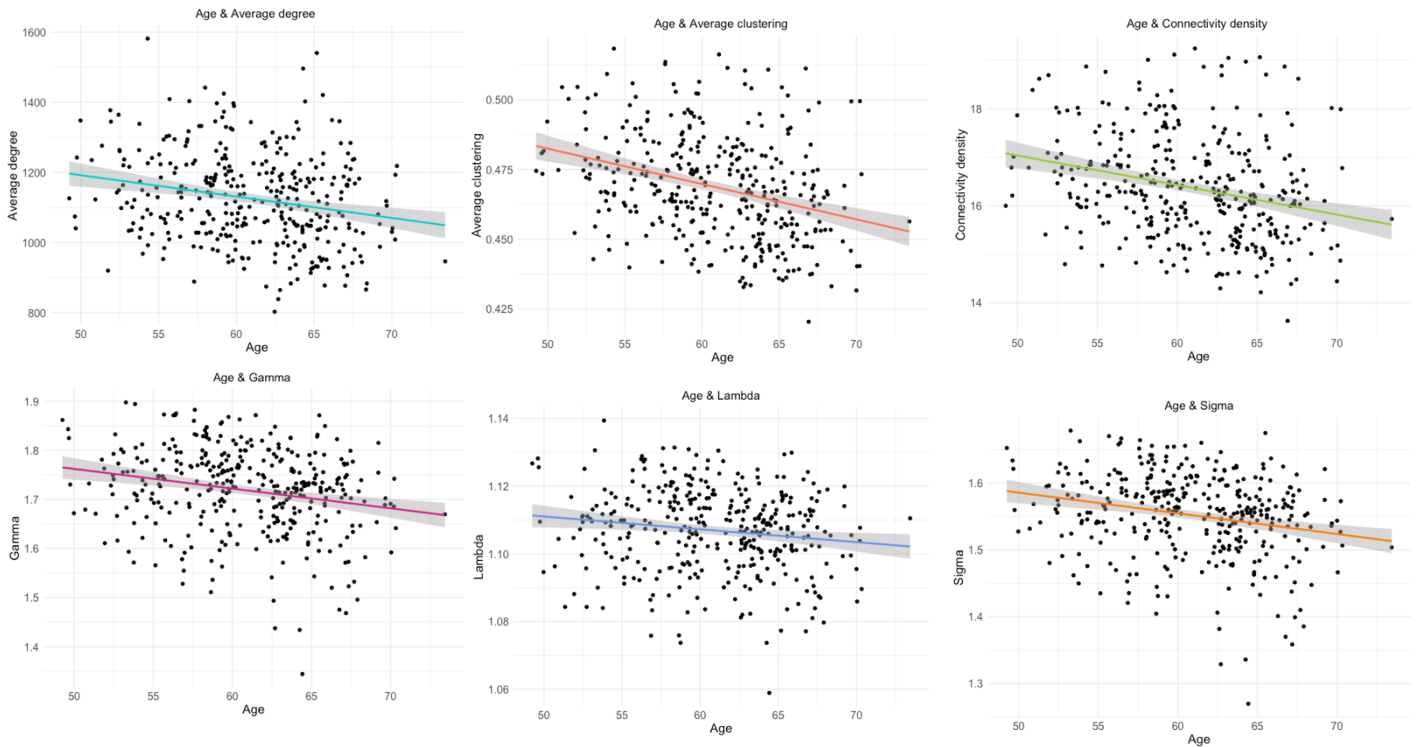 Age & Average degree
1600
1400
1200
1000
800
Average degree
50 55 60 65 70
Age
Age & Average clustering
0.500
0.475
0.450
0.425
Average clustering
50 55 60 65 70
Age
Age & Connectivity density
18
16
14
Connectivity density
50 55 60 65 70
Age
Age & Gamma
1.9
1.8
1.7
1.6
1.5
1.4
Gamma
50 55 60 65 70
Age
Age & Lambda
1.14
1.12
1.10
1.08
1.06
Lambda
50 55 60 65 70
Age
Age & Sigma
1.6
1.5
1.4
1.3
Sigma
50 55 60 65 70
Age